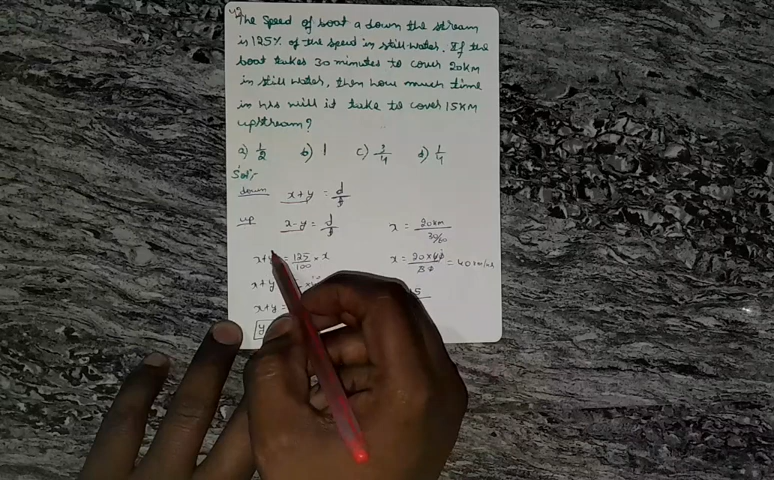 The Speed of boat a down the stream
is 125% of the speed in still water. If the
boat takes 30 minutes to cover 20km
in still water, then how much time
in hrs will it take to cover 15km
upstream?
a) 1/2 b) 1 c) 3/4 d) 1/4
Sol:
down x+y = d/t
up x-y = d/t x = 20km / 30/60
x+y = 125/100 × x x = 20×60/30 = 40km/hr
x+y
x+y =
y